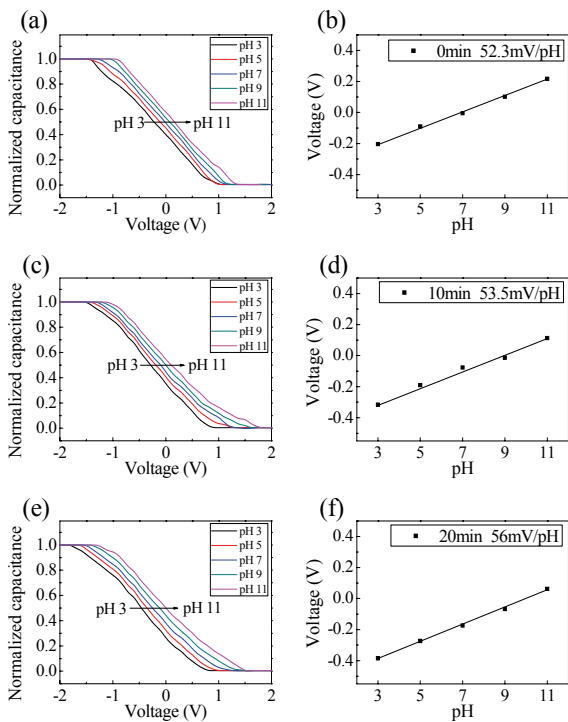 (a)
Normalized capacitance
1.0
0.8
0.6
0.4
0.2
0.0
pH 3
pH 5
pH 7
pH 9
pH 11
pH 3
pH 11
-2 -1 0 1 2
Voltage (V)
(b)
Voltage (V)
0.4
0.2
0.0
-0.2
-0.4
0min 52.3mV/pH
3 5 7 9 11
pH
(c)
Normalized capacitance
1.0
0.8
0.6
0.4
0.2
0.0
pH 3
pH 5
pH 7
pH 9
pH 11
pH 3
pH 11
-2 -1 0 1 2
Voltage (V)
(d)
Voltage (V)
0.4
0.2
0.0
-0.2
-0.4
10min 53.5mV/pH
3 5 7 9 11
pH
(e)
Normalized capacitance
1.0
0.8
0.6
0.4
0.2
0.0
pH 3
pH 5
pH 7
pH 9
pH 11
pH 3
pH 11
-2 -1 0 1 2
Voltage (V)
(f)
Voltage (V)
0.4
0.2
0.0
-0.2
-0.4
20min 56mV/pH
3 5 7 9 11
pH